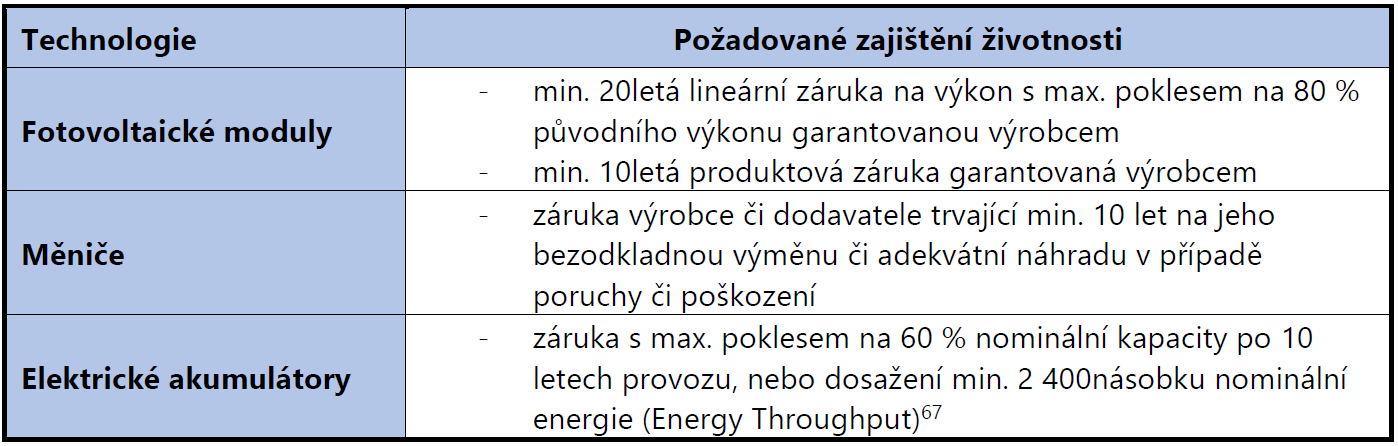 Technologie
Požadované zajištění životnosti
Fotovoltaické moduly
- min. 20letá lineární záruka na výkon s max. poklesem na 80 %
původního výkonu garantovanou výrobcem
- min. 10letá produktová záruka garantovaná výrobcem
Měniče
- záruka výrobce či dodavatele trvající min. 10 let na jeho
bezodkladnou výměnu či adekvátní náhradu v případě
poruchy či poškození
Elektrické akumulátory
- záruka s max. poklesem na 60 % nominální kapacity po 10
letech provozu, nebo dosažení min. 2 400násobku nominální
energie (Energy Throughput)⁶⁷